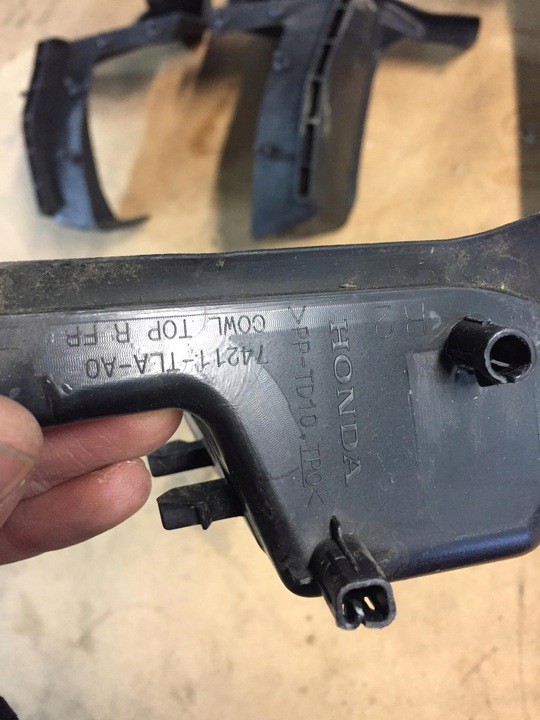 74211-TLA-A0
COWL TOP R FR
HONDA
>PP-TD10,TPO<